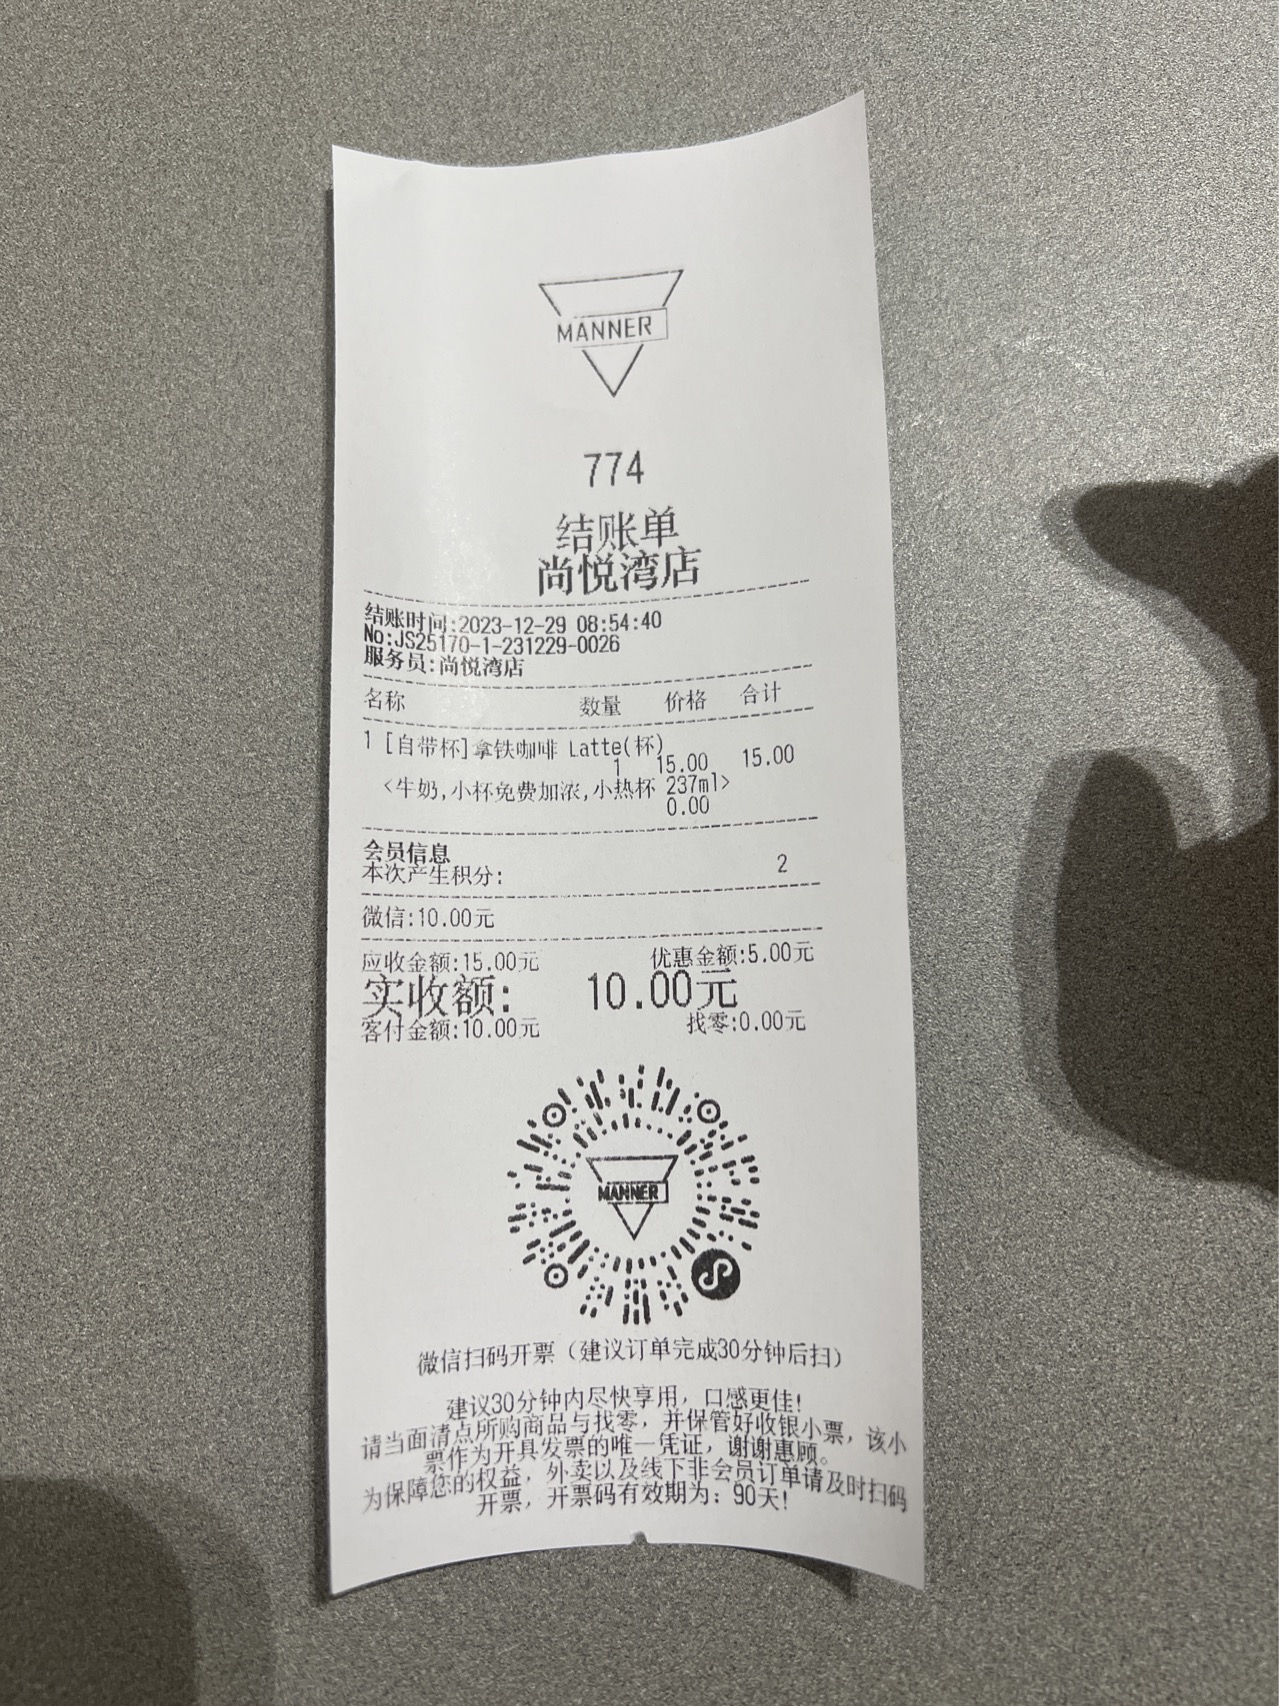 MANNER
774
结账单
尚悦湾店
结账时间:2023-12-29 08:54:40
No:JS25170-1-231229-0026
服务员:尚悦湾店
名称 数量 价格 合计
1 [自带杯]拿铁咖啡 Latte(杯)
1 15.00 15.00
<牛奶,小杯免费加浓,小热杯 237ml>
0.00
会员信息
本次产生积分: 2
微信:10.00元
应收金额:15.00元 优惠金额:5.00元
实收额: 10.00元
客付金额:10.00元 找零:0.00元
MANNER
微信扫码开票（建议订单完成30分钟后扫）
建议30分钟内尽快享用，口感更佳!
请当面清点所购商品与找零，并保管好收银小票，该小
票作为开具发票的唯一凭证，谢谢惠顾。
为保障您的权益，外卖以及线下非会员订单请及时扫码
开票，开票码有效期为：90天!